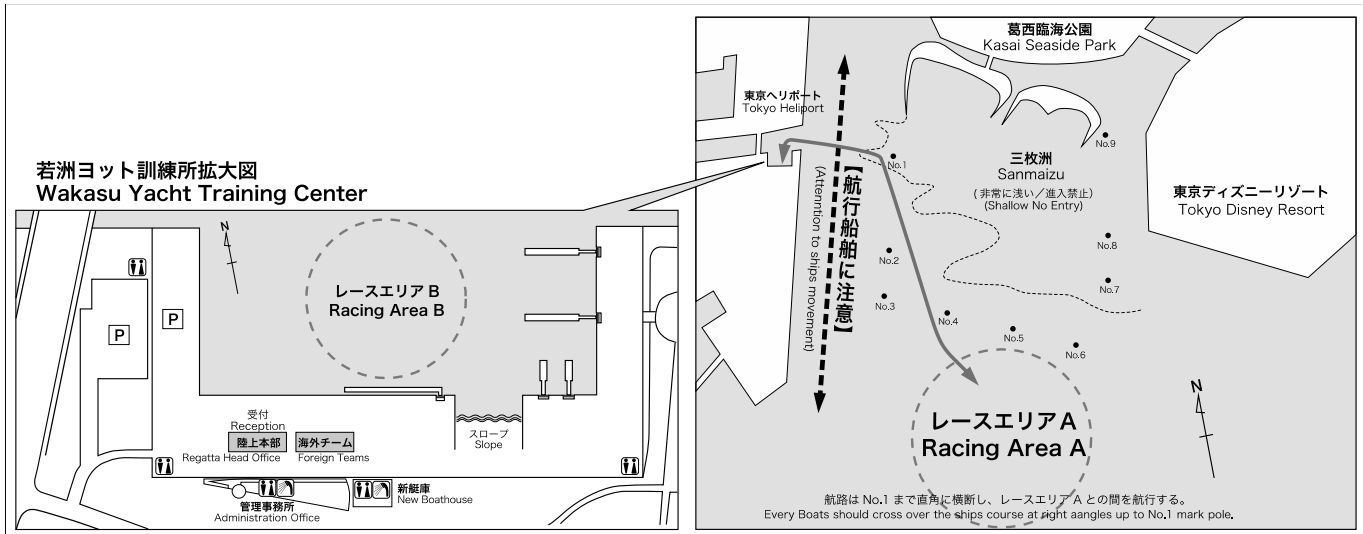 若洲ヨット訓練所拡大図
Wakasu Yacht Training Center
N
レースエリア B
Racing Area B
P
P
受付
Reception
陸上本部
Regatta Head Office
海外チーム
Foreign Teams
スロープ
Slope
管理事務所
Administration Office
新艇庫
New Boathouse
葛西臨海公園
Kasai Seaside Park
東京ヘリポート
Tokyo Heliport
No.1
No.9
三枚洲
Sanmaizu
(非常に浅い／進入禁止)
(Shallow No Entry)
東京ディズニーリゾート
Tokyo Disney Resort
【航行船舶に注意】
(Attenntion to ships movement)
No.2
No.8
No.3
No.7
No.4
No.5
No.6
N
レースエリア A
Racing Area A
航路は No.1 まで直角に横断し、レースエリア A との間を航行する。
Every Boats should cross over the ships course at right aangles up to No.1 mark pole.